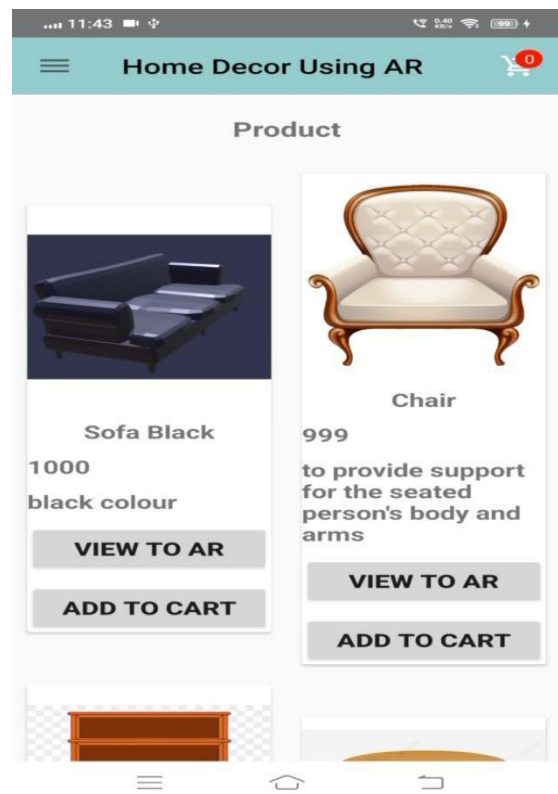 11:43
0.40
KB/s
99
Home Decor Using AR
0
Product
Sofa Black
1000
black colour
VIEW TO AR
ADD TO CART
Chair
999
to provide support
for the seated
person's body and
arms
VIEW TO AR
ADD TO CART